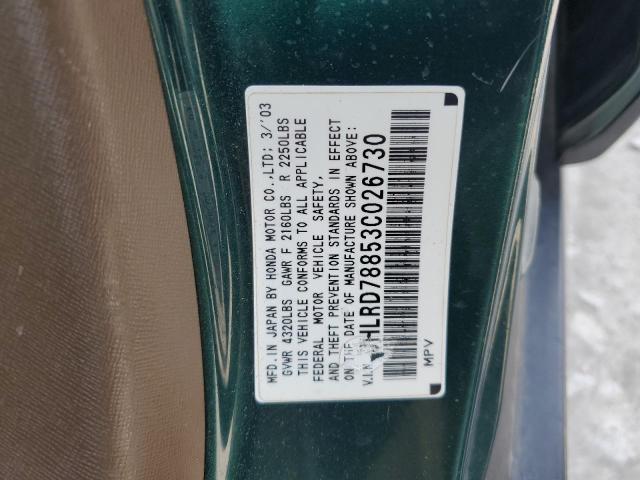 MFD.IN JAPAN BY HONDA MOTOR CO.,LTD; 3/'03
GVWR 4320LBS GAWR F 2160LBS R 2250LBS
THIS VEHICLE CONFORMS TO ALL APPLICABLE
FEDERAL MOTOR VEHICLE SAFETY,
AND THEFT PREVENTION STANDARDS IN EFFECT
ON THE DATE OF MANUFACTURE SHOWN ABOVE:
V.I.N HLRD78853C026730
MPV